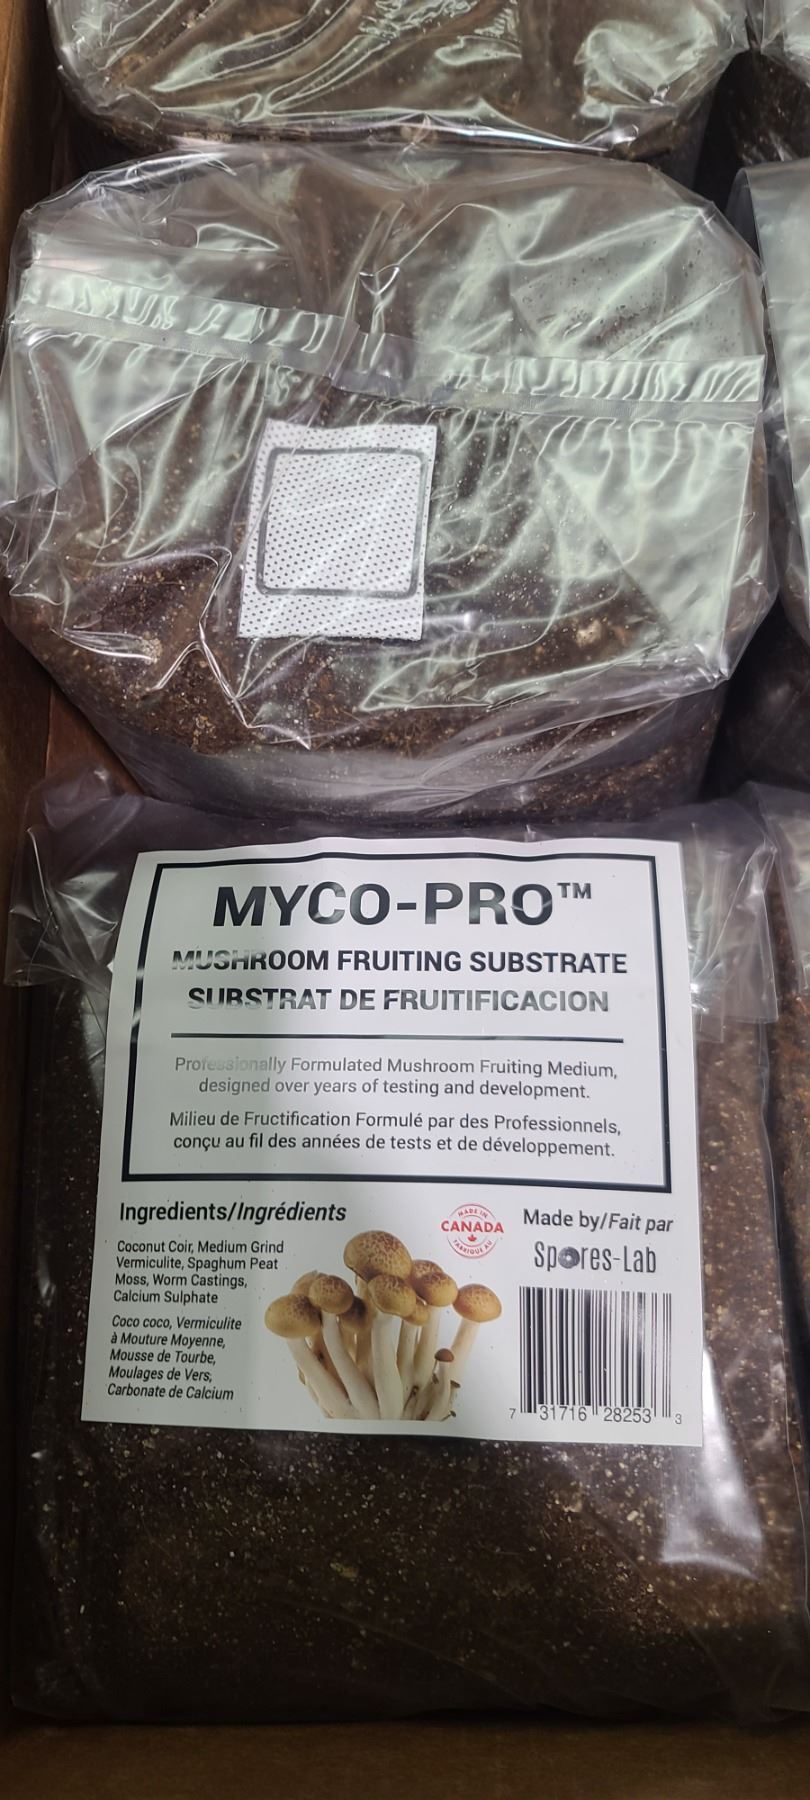 MYCO-PRO™
MUSHROOM FRUITING SUBSTRATE
SUBSTRAT DE FRUITIFICACION
Professionally Formulated Mushroom Fruiting Medium,
designed over years of testing and development.
Milieu de Fructification Formulé par des Professionnels,
conçu au fil des années de tests et de développement.
Ingredients/Ingrédients
Coconut Coir, Medium Grind
Vermiculite, Spaghum Peat
Moss, Worm Castings,
Calcium Sulphate
Coco coco, Vermiculite
à Mouture Moyenne,
Mousse de Tourbe,
Moulages de Vers,
Carbonate de Calcium
MADE IN
CANADA
FABRIQUÉ AU
Made by/Fait par
Spores-Lab
7 31716 28253 3